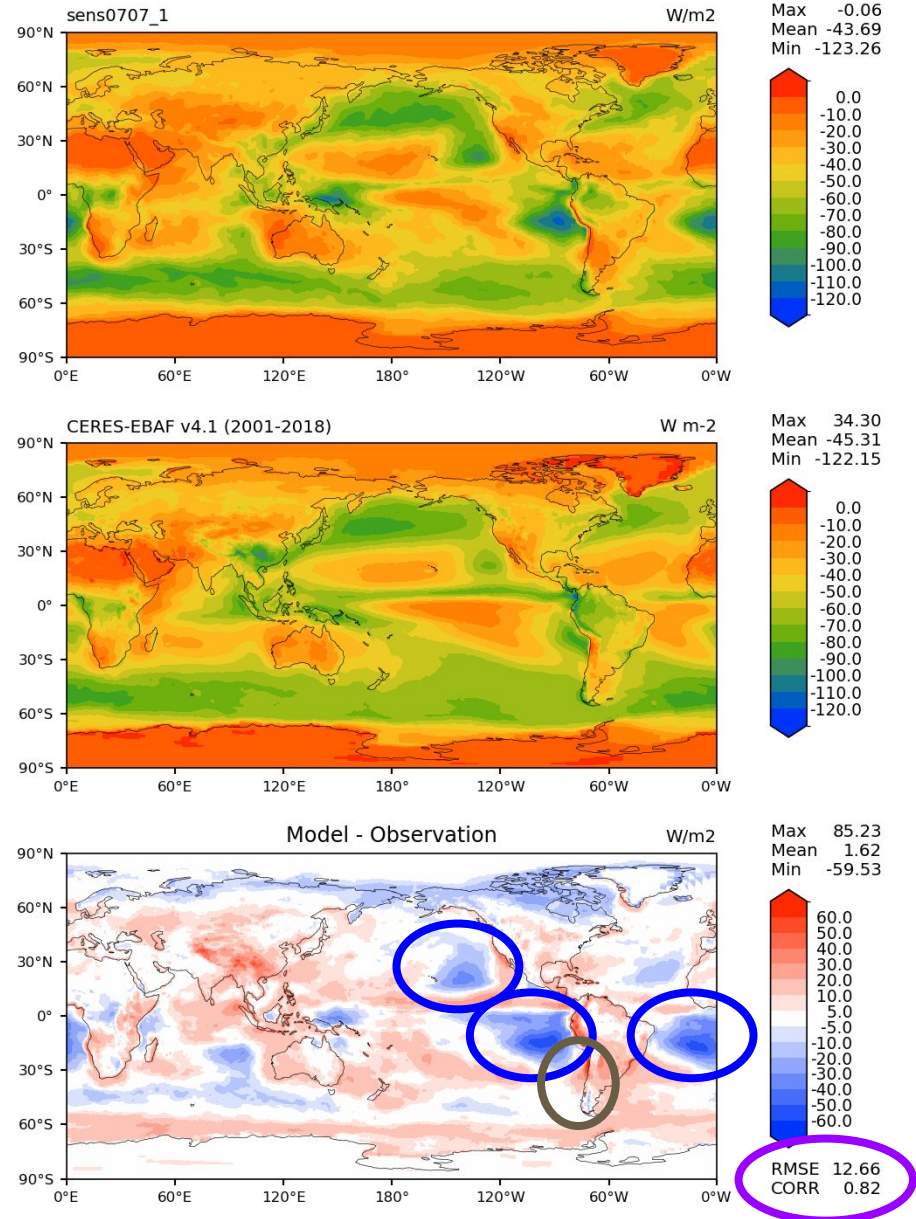 sens0707_1 W/m2
Max -0.06
Mean -43.69
Min -123.26
90°N
60°N
30°N
0°
30°S
60°S
90°S
0°E 60°E 120°E 180° 120°W 60°W 0°W
0.0
-10.0
-20.0
-30.0
-40.0
-50.0
-60.0
-70.0
-80.0
-90.0
-100.0
-110.0
-120.0
CERES-EBAF v4.1 (2001-2018) W m-2
Max 34.30
Mean -45.31
Min -122.15
90°N
60°N
30°N
0°
30°S
60°S
90°S
0°E 60°E 120°E 180° 120°W 60°W 0°W
0.0
-10.0
-20.0
-30.0
-40.0
-50.0
-60.0
-70.0
-80.0
-90.0
-100.0
-110.0
-120.0
Model - Observation W/m2
Max 85.23
Mean 1.62
Min -59.53
90°N
60°N
30°N
0°
30°S
60°S
90°S
0°E 60°E 120°E 180° 120°W 60°W 0°W
60.0
50.0
40.0
30.0
20.0
10.0
5.0
-5.0
-10.0
-20.0
-30.0
-40.0
-50.0
-60.0
RMSE 12.66
CORR 0.82